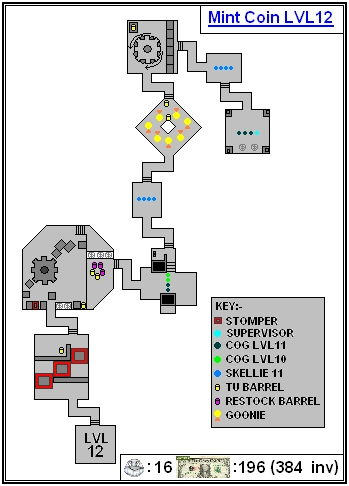 Mint Coin LVL12
KEY:-
STOMPER
SUPERVISOR
COG LVL11
COG LVL10
SKELLIE 11
TU BARREL
RESTOCK BARREL
GOONIE
LVL
12
:16 :196 (384 inv)